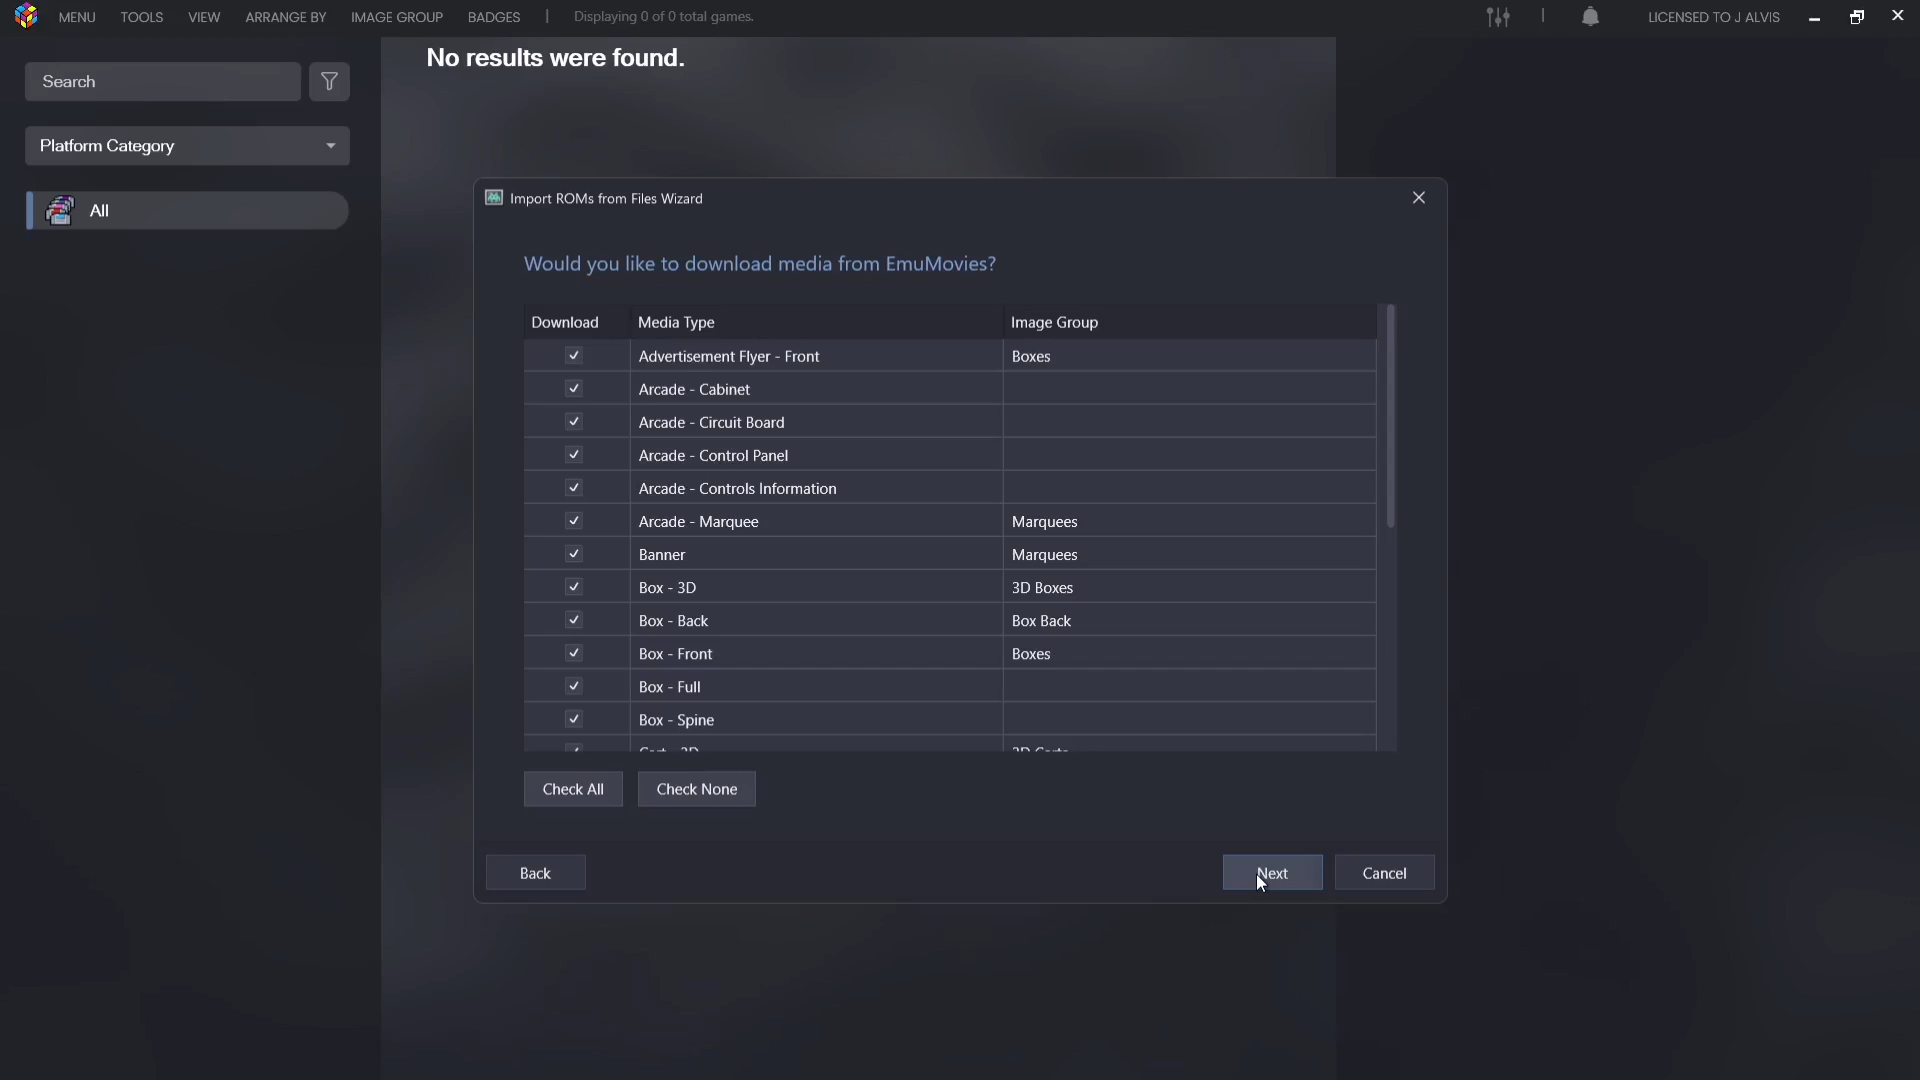 MENU TOOLS VIEW ARRANGE BY IMAGE GROUP BADGES | Displaying 0 of 0 total games. | LICENSED TO J ALVIS
Search
No results were found.
Platform Category
All
Import ROMs from Files Wizard
Would you like to download media from EmuMovies?
Download Media Type Image Group
Advertisement Flyer - Front Boxes
Arcade - Cabinet
Arcade - Circuit Board
Arcade - Control Panel
Arcade - Controls Information
Arcade - Marquee Marquees
Banner Marquees
Box - 3D 3D Boxes
Box - Back Box Back
Box - Front Boxes
Box - Full
Box - Spine
Cart - 3D 3D Carts
Check All Check None
Back Next Cancel